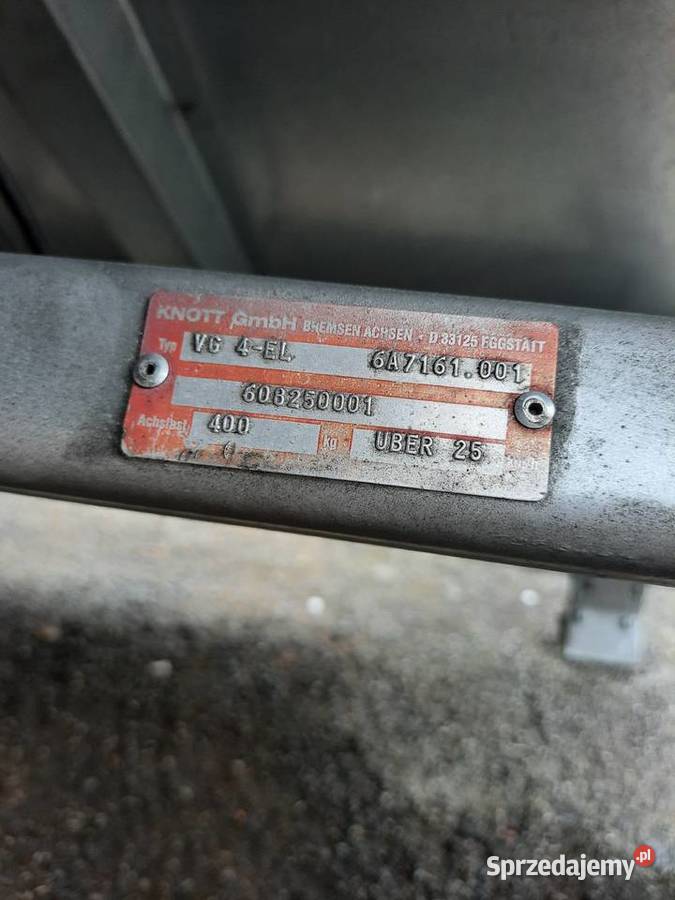 KNOTT GmbH BREMSEN ACHSEN · D 83125 EGGSTÄTT
Typ VG 4-EL 6A7161.001
603250001
Achslast 400 kg UBER 25
Sprzedajemy.pl